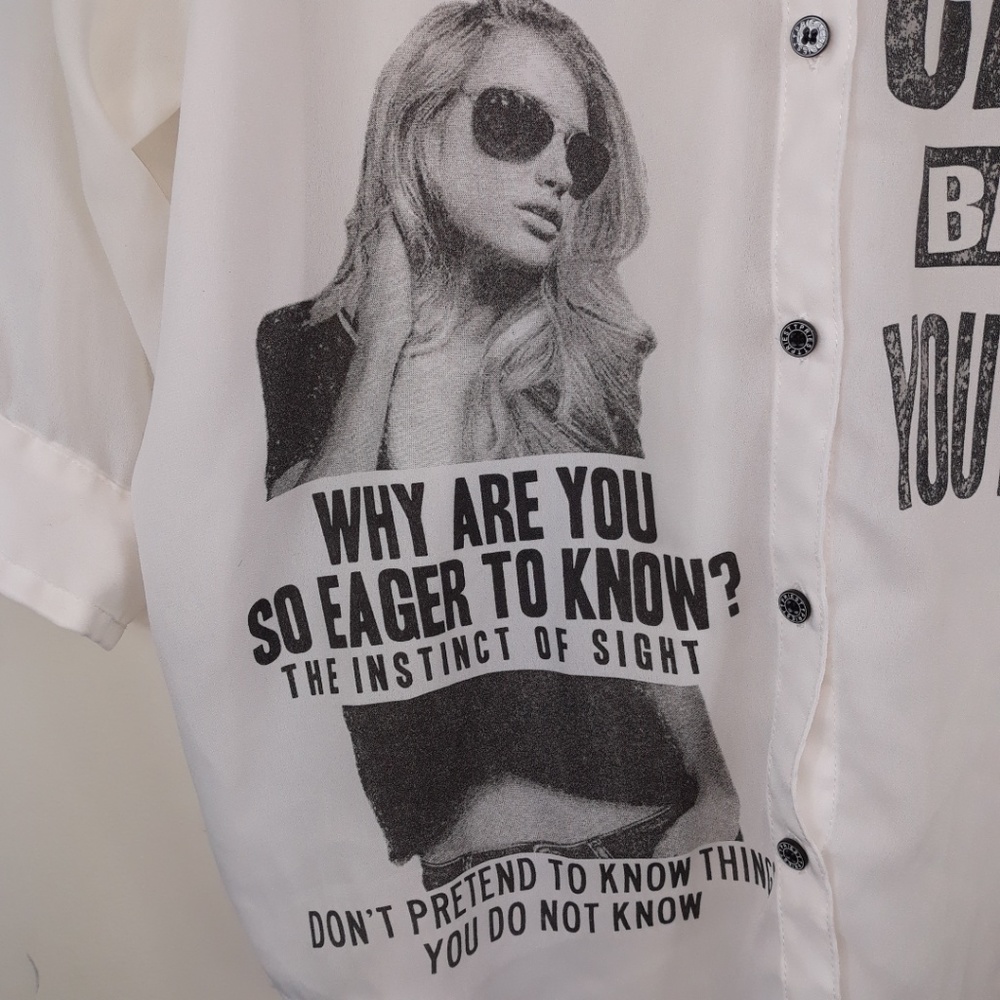 WHY ARE YOU
SO EAGER TO KNOW?
THE INSTINCT OF SIGHT
DON'T PRETEND TO KNOW THING
YOU DO NOT KNOW
YOU